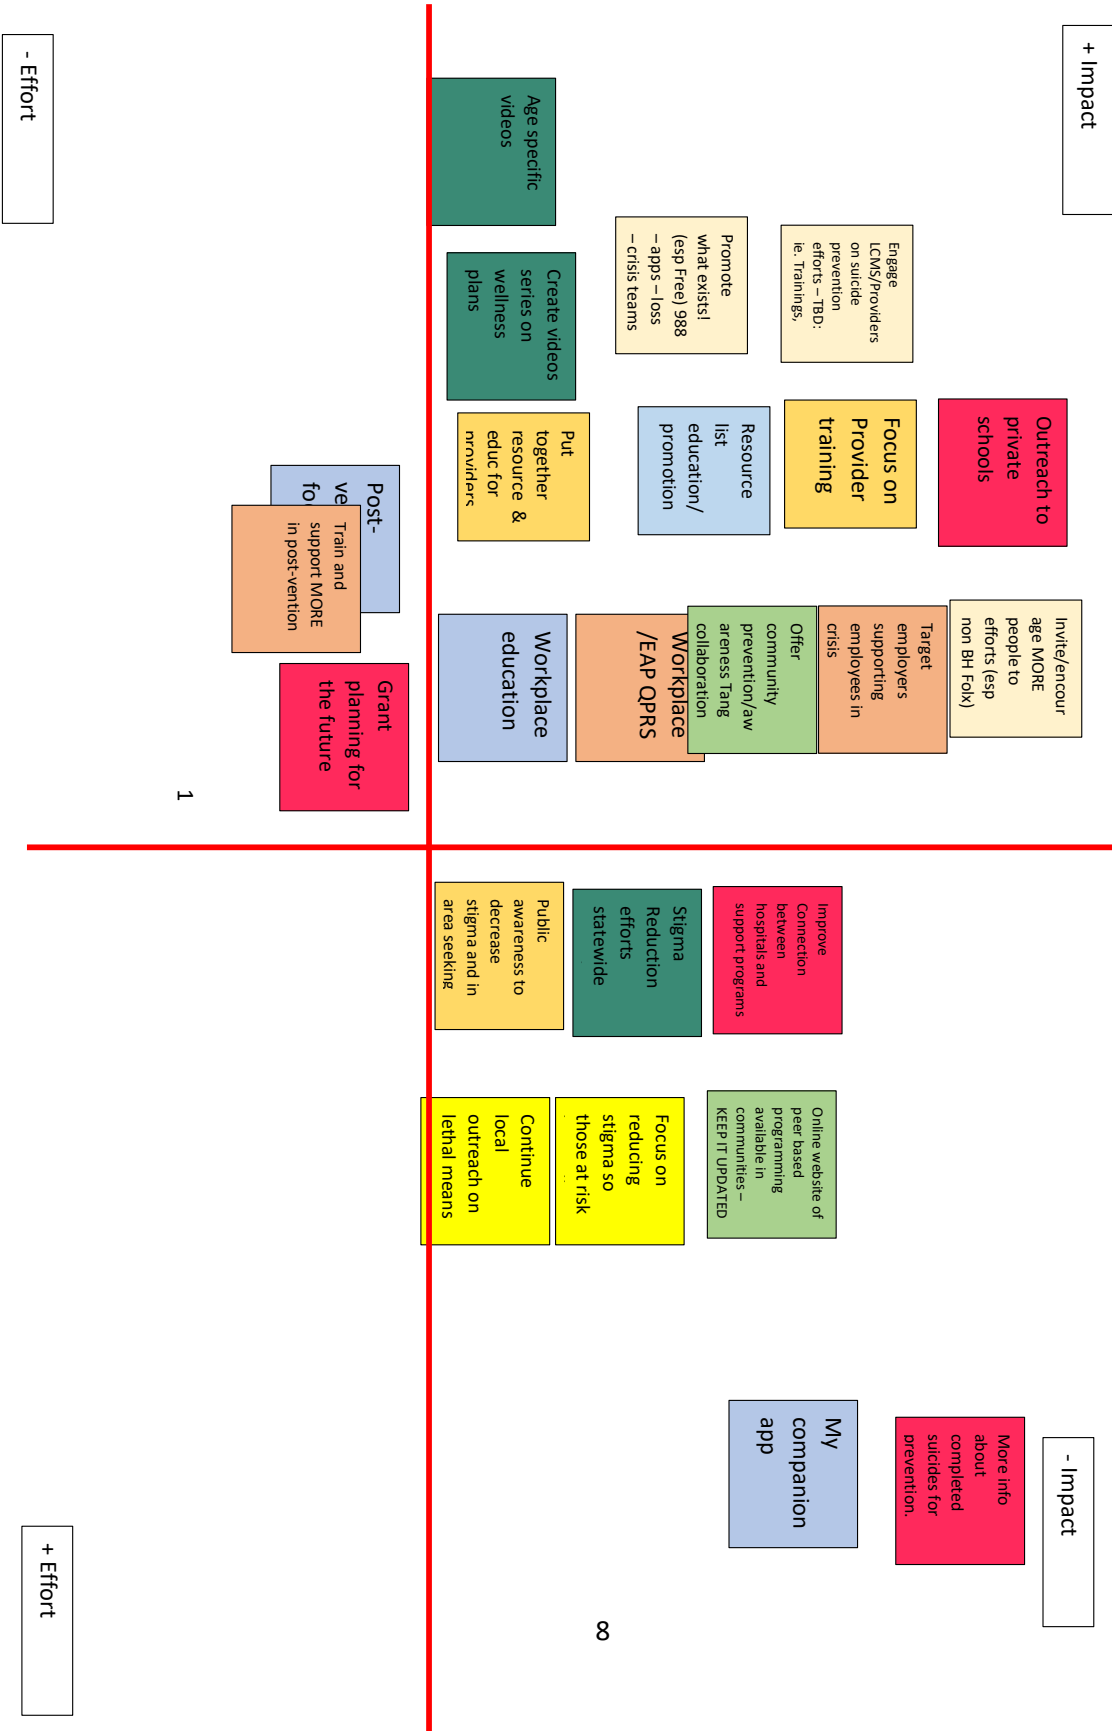 + Impact
- Impact
Invite/encour
age MORE
people to
efforts (esp
non BH Folx)
Outreach to
private
schools
More info
about
completed
suicides for
prevention.
Engage
LCMS/Providers
on suicide
prevention
efforts – TBD:
ie. Trainings,
Focus on
Provider
training
Target
employers
supporting
employees in
crisis
Improve
Connection
between
hospitals and
support programs
Online website of
peer based
programming
available in
communities –
KEEP IT UPDATED
My
companion
app
Promote
what exists!
(esp Free) 988
– apps – loss
– crisis teams
Resource
list
education/
promotion
Offer
community
prevention/aw
areness Tang
collaboration
Workplace
/EAP QPRS
Stigma
Reduction
efforts
statewide
Focus on
reducing
stigma so
those at risk
8
Age specific
videos
Create videos
series on
wellness
plans
Put
together
resource &
educ for
providers
Workplace
education
Public
awareness to
decrease
stigma and in
area seeking
Continue
local
outreach on
lethal means
Post-
ve
fo
Train and
support MORE
in post-vention
Grant
planning for
the future
1
- Effort
+ Effort